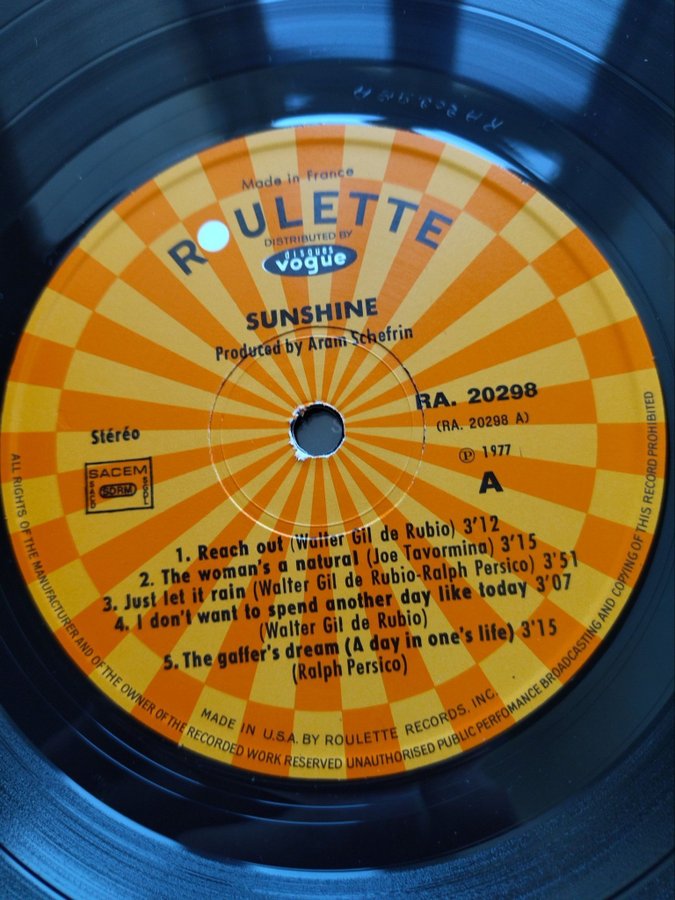 RA20298 A
Made in France
ROULETTE
DISTRIBUTED BY
disques
vogue
SUNSHINE
Produced by Aram Schefrin
RA. 20298
(RA. 20298 A)
Stéréo
℗ 1977
A
SACEM
SACD SDRM SGDL
1. Reach out (Walter Gil de Rubio) 3'12
2. The woman's a natural (Joe Tavormina) 3'15
3. Just let it rain (Walter Gil de Rubio-Ralph Persico) 3'51
4. I don't want to spend another day like today 3'07
(Walter Gil de Rubio)
5. The gaffer's dream (A day in one's life) 3'15
(Ralph Persico)
MADE IN U.S.A. BY ROULETTE RECORDS, INC.
ALL RIGHTS OF THE MANUFACTURER AND OF THE OWNER OF THE RECORDED WORK RESERVED UNAUTHORISED PUBLIC PERFOMANCE BROADCASTING AND COPYING OF THIS RECORD PROHIBITED